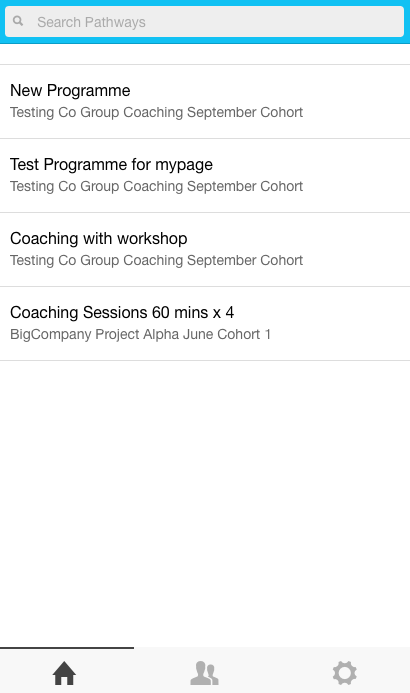 Search Pathways
New Programme
Testing Co Group Coaching September Cohort
Test Programme for mypage
Testing Co Group Coaching September Cohort
Coaching with workshop
Testing Co Group Coaching September Cohort
Coaching Sessions 60 mins x 4
BigCompany Project Alpha June Cohort 1